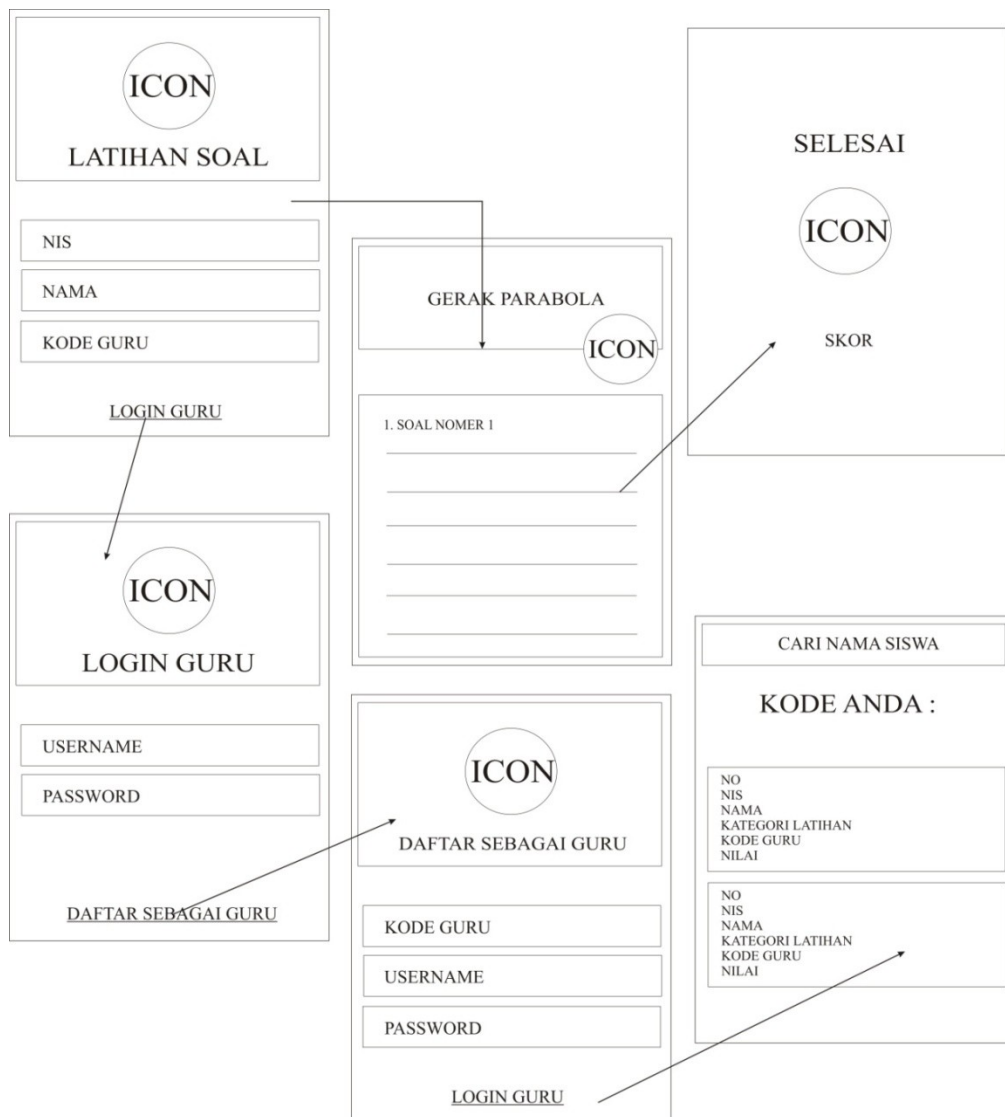 ICON
LATIHAN SOAL
NIS
NAMA
KODE GURU
LOGIN GURU
GERAK PARABOLA
ICON
1. SOAL NOMER 1
SELESAI
ICON
SKOR
ICON
LOGIN GURU
USERNAME
PASSWORD
DAFTAR SEBAGAI GURU
ICON
DAFTAR SEBAGAI GURU
KODE GURU
USERNAME
PASSWORD
LOGIN GURU
CARI NAMA SISWA
KODE ANDA :
NO
NIS
NAMA
KATEGORI LATIHAN
KODE GURU
NILAI
NO
NIS
NAMA
KATEGORI LATIHAN
KODE GURU
NILAI